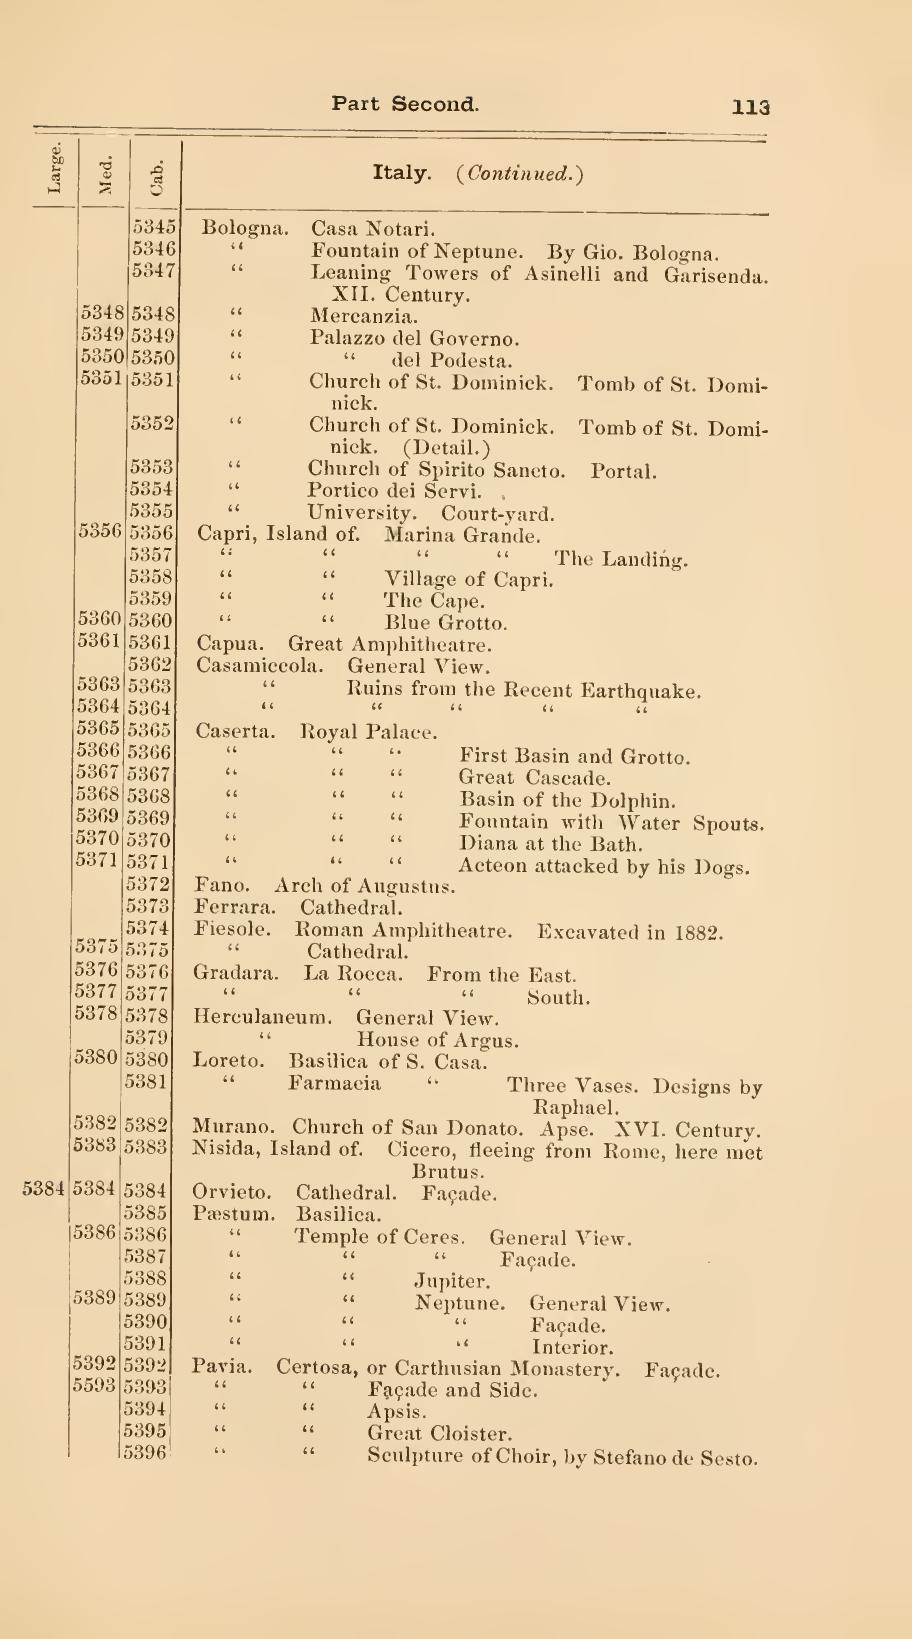 Part Second. 113
Large. Med. Cab. Italy. (Continued.)
5345 Bologna. Casa Notari.
5346 “ Fountain of Neptune. By Gio. Bologna.
5347 “ Leaning Towers of Asinelli and Garisenda.
XII. Century.
5348 5348 “ Mercanzia.
5349 5349 “ Palazzo del Governo.
5350 5350 “ “ del Podesta.
5351 5351 “ Church of St. Dominick. Tomb of St. Domi-
nick.
5352 “ Church of St. Dominick. Tomb of St. Domi-
nick. (Detail.)
5353 “ Church of Spirito Sancto. Portal.
5354 “ Portico dei Servi.
5355 “ University. Court-yard.
5356 5356 Capri, Island of. Marina Grande.
5357 “ “ “ “ The Landing.
5358 “ “ Village of Capri.
5359 “ “ The Cape.
5360 5360 “ “ Blue Grotto.
5361 5361 Capua. Great Amphitheatre.
5362 Casamiccola. General View.
5363 5363 “ Ruins from the Recent Earthquake.
5364 5364 “ “ “ “ “
5365 5365 Caserta. Royal Palace.
5366 5366 “ “ “ First Basin and Grotto.
5367 5367 “ “ “ Great Cascade.
5368 5368 “ “ “ Basin of the Dolphin.
5369 5369 “ “ “ Fountain with Water Spouts.
5370 5370 “ “ “ Diana at the Bath.
5371 5371 “ “ “ Acteon attacked by his Dogs.
5372 Fano. Arch of Augustus.
5373 Ferrara. Cathedral.
5374 Fiesole. Roman Amphitheatre. Excavated in 1882.
5375 5375 “ Cathedral.
5376 5376 Gradara. La Rocca. From the East.
5377 5377 “ “ “ South.
5378 5378 Herculaneum. General View.
5379 “ House of Argus.
5380 5380 Loreto. Basilica of S. Casa.
5381 “ Farmacia “ Three Vases. Designs by
Raphael.
5382 5382 Murano. Church of San Donato. Apse. XVI. Century.
5383 5383 Nisida, Island of. Cicero, fleeing from Rome, here met
Brutus.
5384 5384 5384 Orvieto. Cathedral. Façade.
5385 Pæstum. Basilica.
5386 5386 “ Temple of Ceres. General View.
5387 “ “ “ Façade.
5388 “ “ Jupiter.
5389 5389 “ “ Neptune. General View.
5390 “ “ “ Façade.
5391 “ “ “ Interior.
5392 5392 Pavia. Certosa, or Carthusian Monastery. Façade.
5593 5393 “ “ Façade and Side.
5394 “ “ Apsis.
5395 “ “ Great Cloister.
5396 “ “ Sculpture of Choir, by Stefano de Sesto.